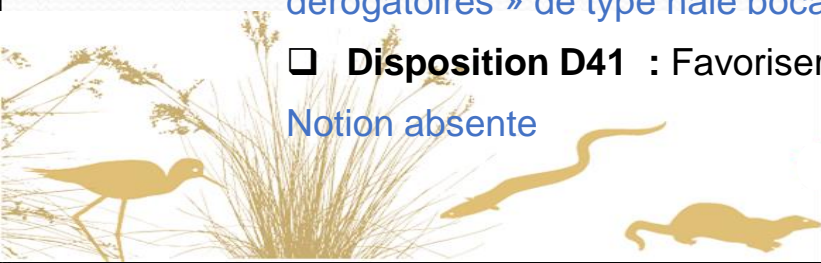 dérogatoires » de type haie boca
❑ Disposition D41 : Favoriser
Notion absente